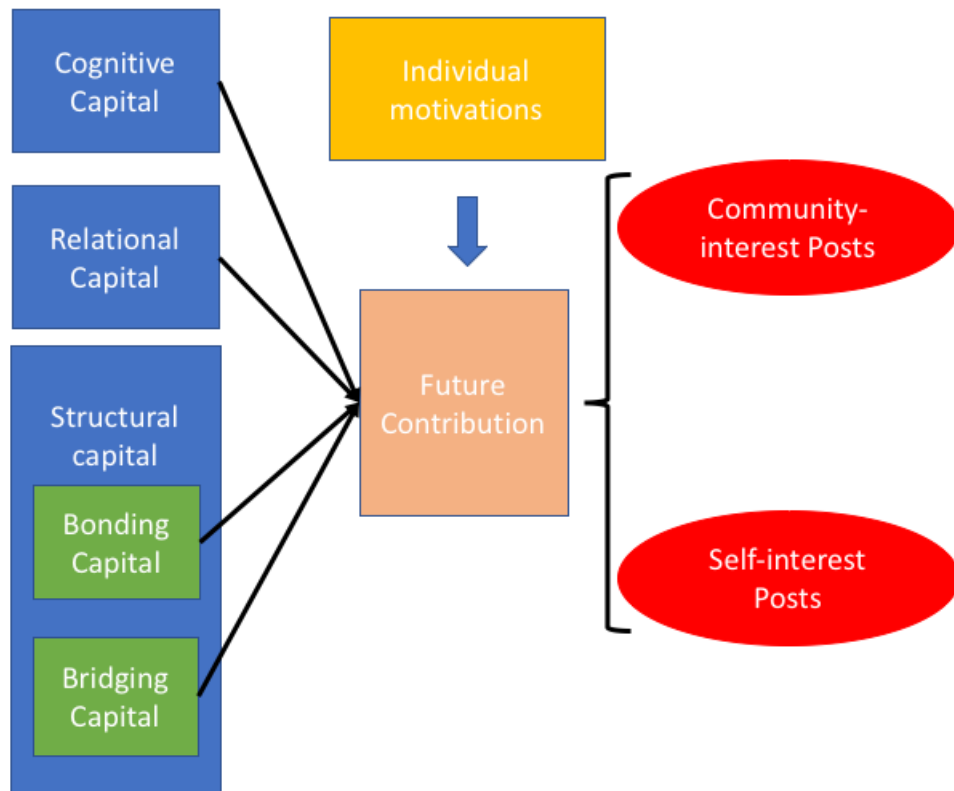 Cognitive
Capital
Individual
motivations
Relational
Capital
Community-
interest Posts
Structural
capital
Future
Contribution
Bonding
Capital
Self-interest
Posts
Bridging
Capital